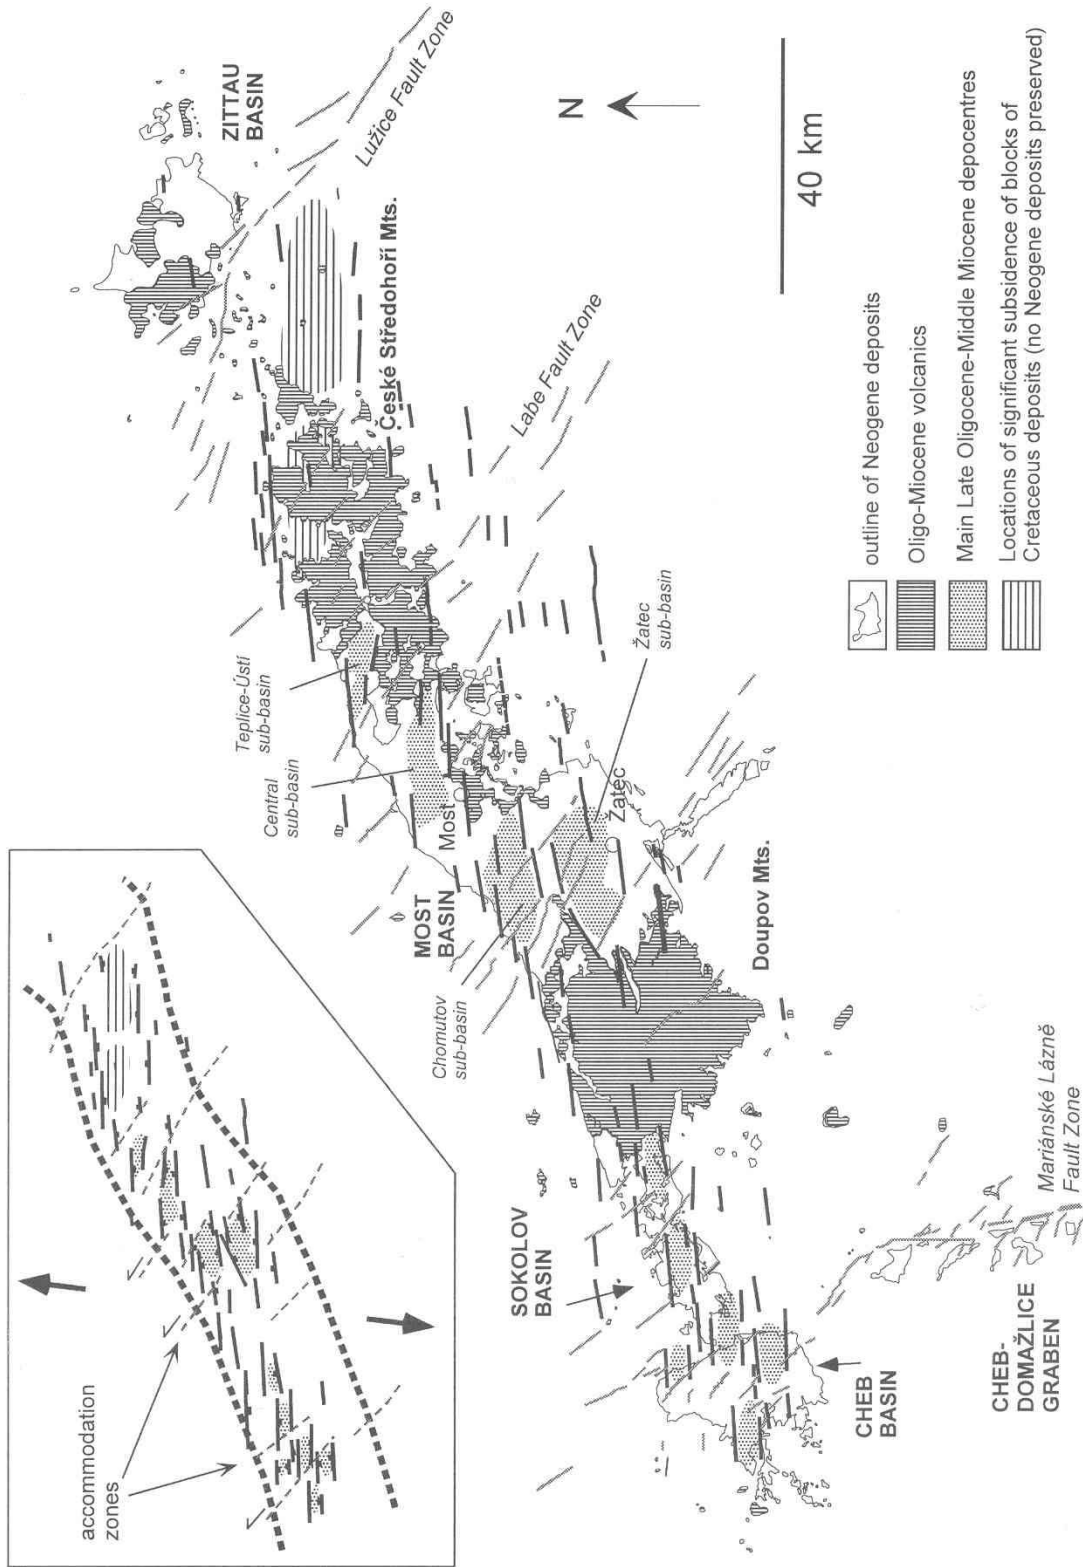 accommodation
zones
ZITTAU
BASIN
Lužice Fault Zone
České Středohoří Mts.
Labe Fault Zone
Teplice-Ústí
sub-basin
Central
sub-basin
Most
MOST
BASIN
Chomutov
sub-basin
Žatec
sub-basin
Žatec
Doupov Mts.
SOKOLOV
BASIN
CHEB
BASIN
CHEB-
DOMAŽLICE
GRABEN
Mariánské Lázně
Fault Zone
N
40 km
outline of Neogene deposits
Oligo-Miocene volcanics
Main Late Oligocene-Middle Miocene depocentres
Locations of significant subsidence of blocks of
Cretaceous deposits (no Neogene deposits preserved)